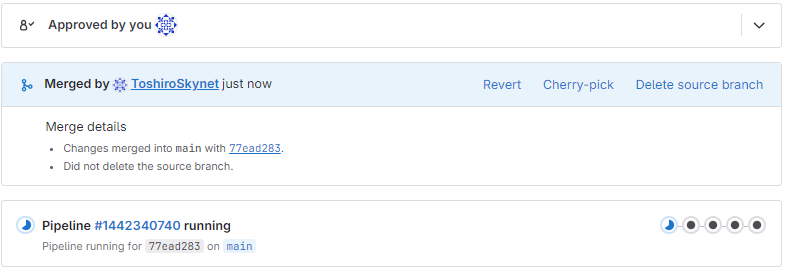 Approved by you
Merged by ToshiroSkynet just now Revert Cherry-pick Delete source branch
Merge details
Changes merged into main with 77ead283.
Did not delete the source branch.
Pipeline #1442340740 running
Pipeline running for 77ead283 on main